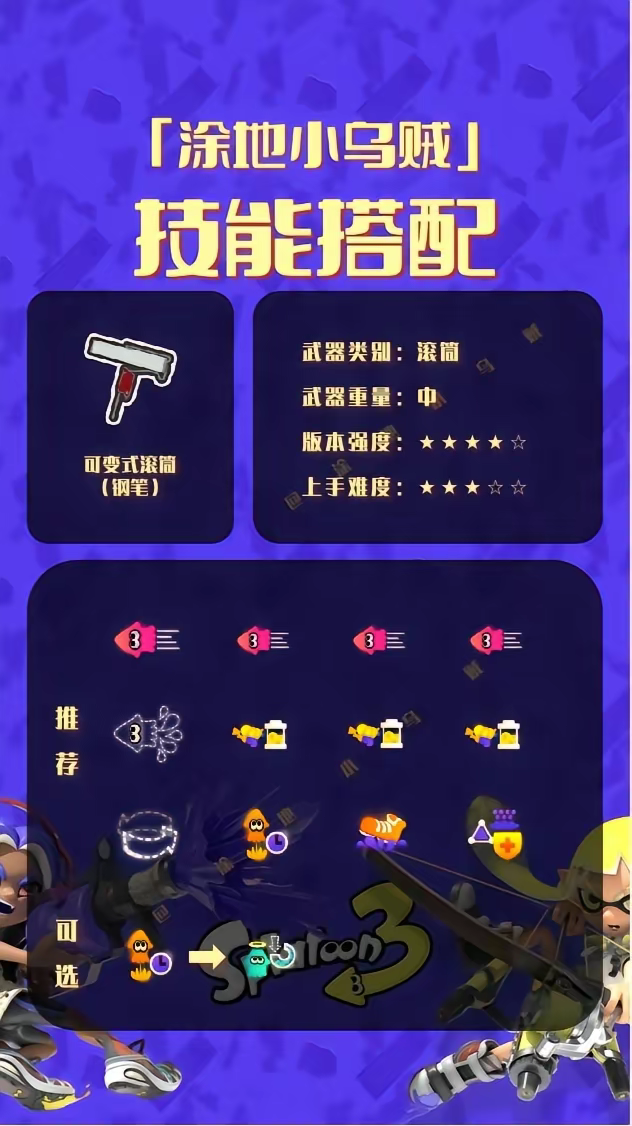 「涂地小乌贼」
技能搭配
可变式滚筒
（钢笔）
武器类别：滚筒
武器重量：中
版本强度：★★★★☆
上手难度：★★★☆☆
推荐
可选
Splatoon 3